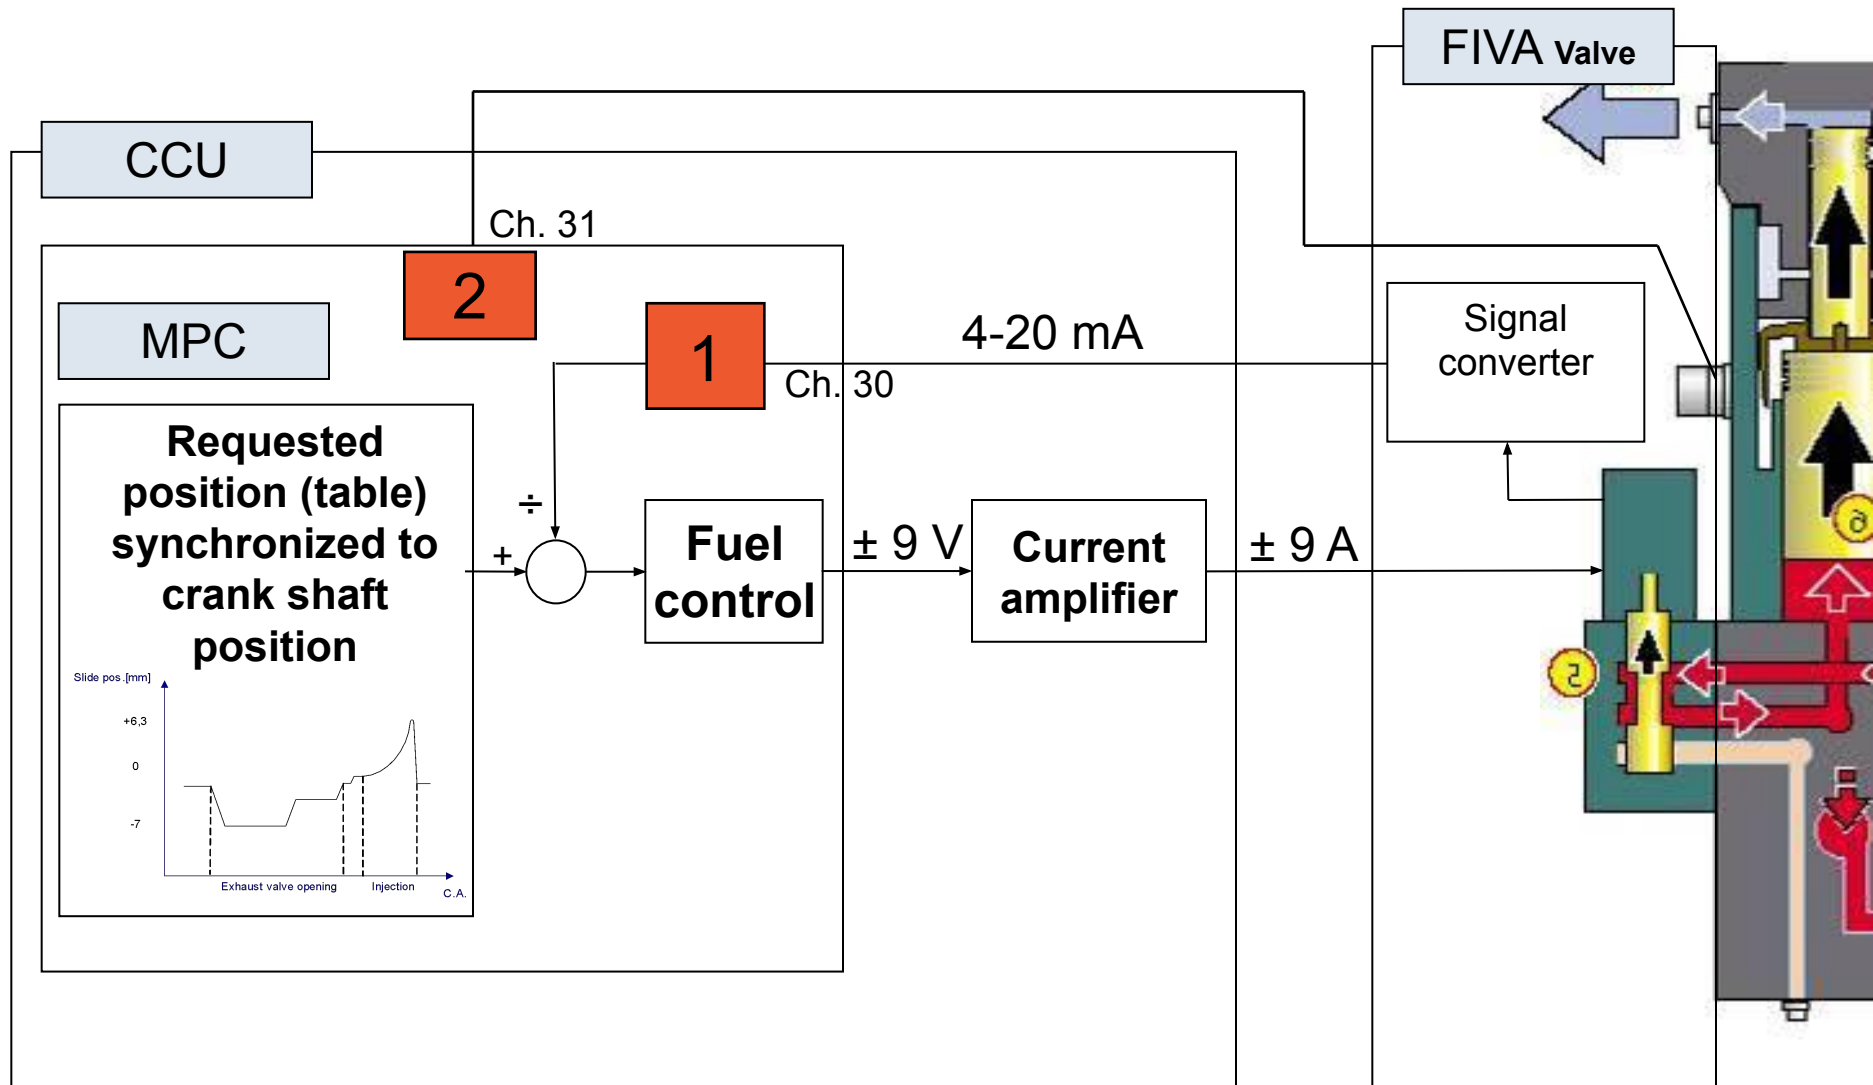 FIVA Valve
CCU
Ch. 31
2
MPC
1
4-20 mA
Ch. 30
Signal
converter
Requested
position (table)
synchronized to
crank shaft
position
÷
+
Fuel
control
± 9 V
Current
amplifier
± 9 A
Slide pos.[mm]
+6,3
0
-7
Exhaust valve opening
Injection
C.A.